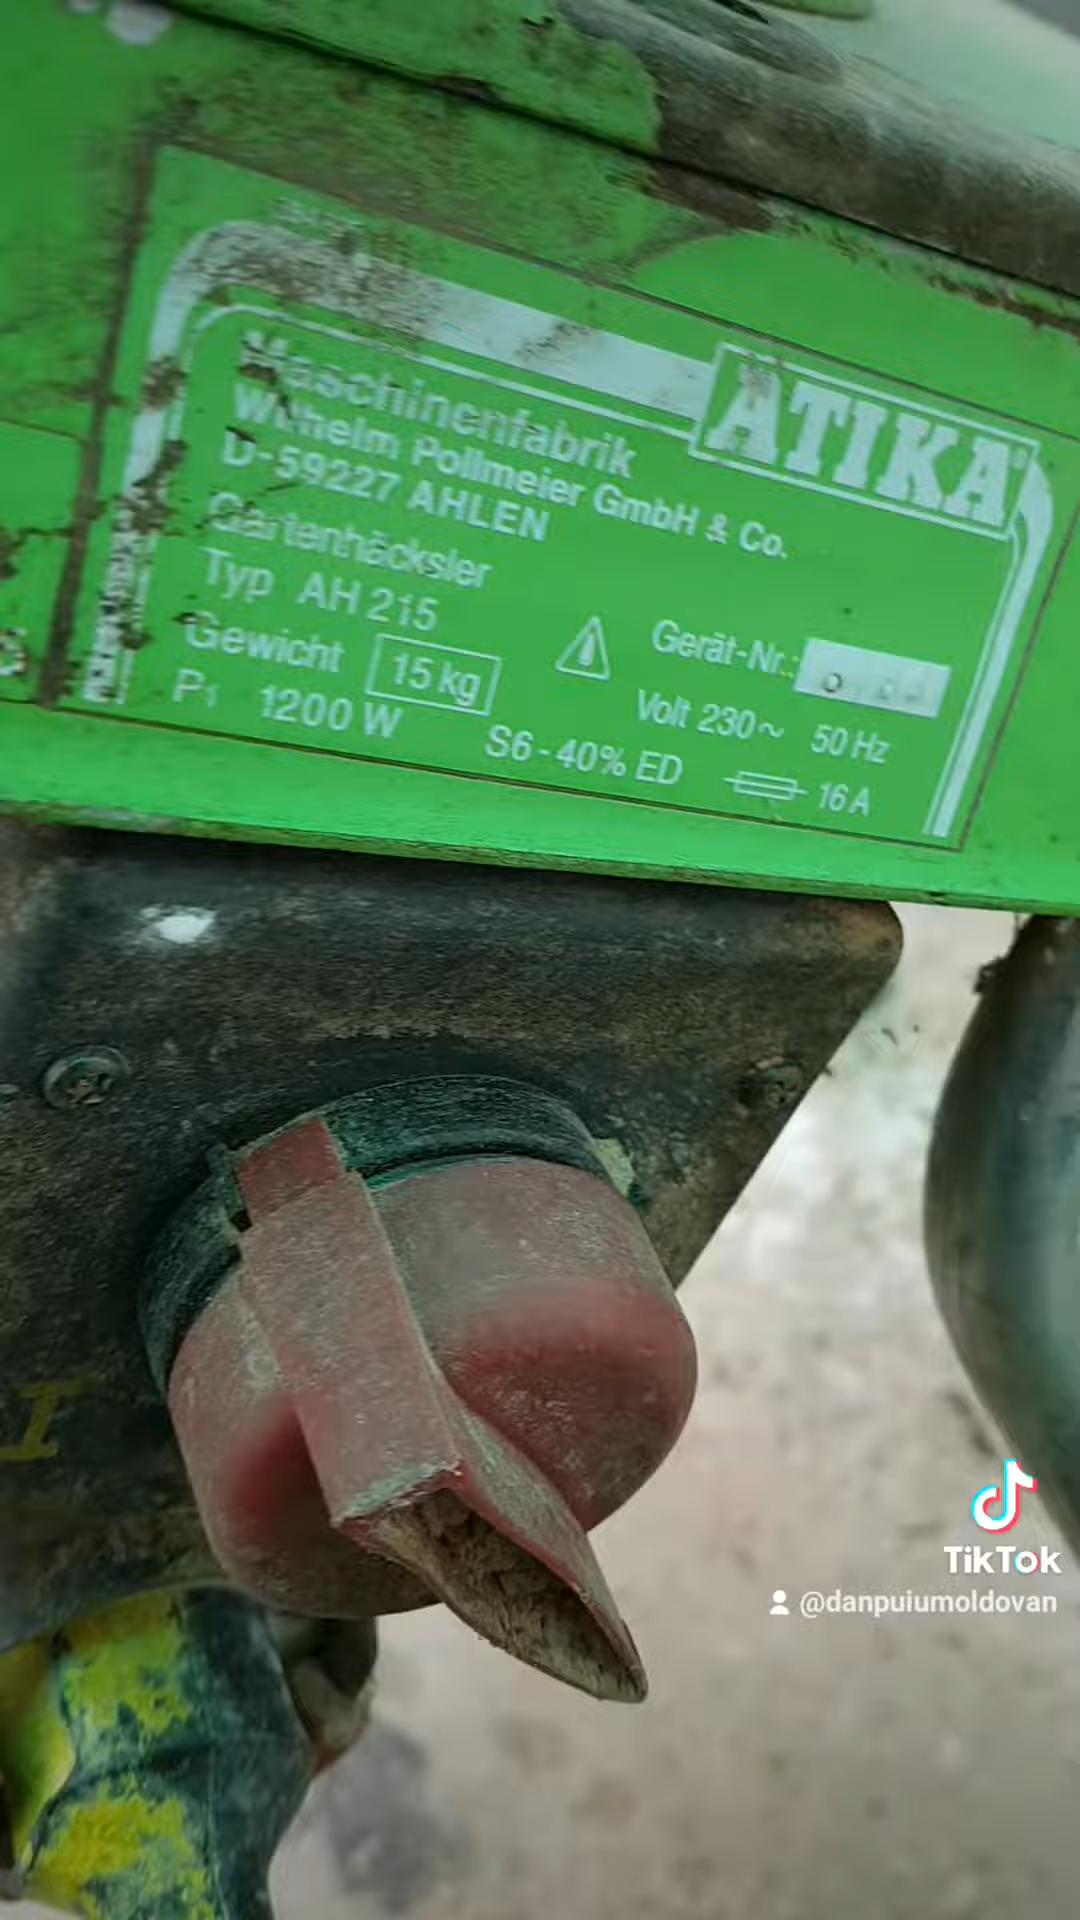 ATIKA
Maschinenfabrik
Wilhelm Pollmeier GmbH & Co.
D-59227 AHLEN
Gartenhäcksler
Typ AH 215
Gewicht 15 kg
Gerät-Nr.:
P1 1200 W
Volt 230~ 50 Hz
S6-40% ED
16 A
I
TikTok
@danpuiumoldovan